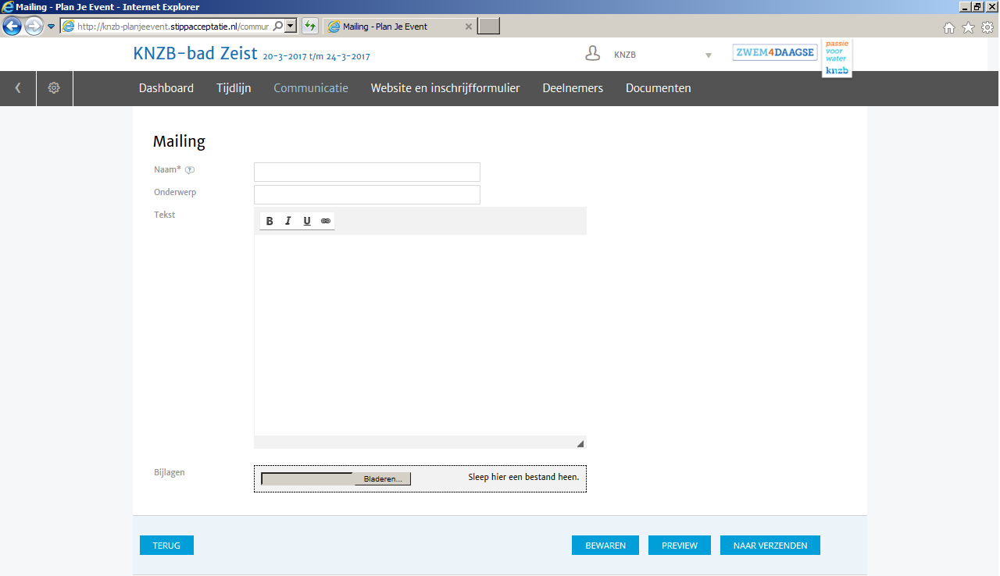 Mailing - Plan Je Event - Internet Explorer
http://knzb-planjeevent.stippacceptatie.nl/commur
Mailing - Plan Je Event
KNZB-bad Zeist 20-3-2017 t/m 24-3-2017
KNZB
ZWEM4DAAGSE
passie
voor
water
knzb
Dashboard Tijdlijn Communicatie Website en inschrijfformulier Deelnemers Documenten
Mailing
Naam*
Onderwerp
Tekst
B I U
Bijlagen
Bladeren...
Sleep hier een bestand heen.
TERUG BEWAREN PREVIEW NAAR VERZENDEN